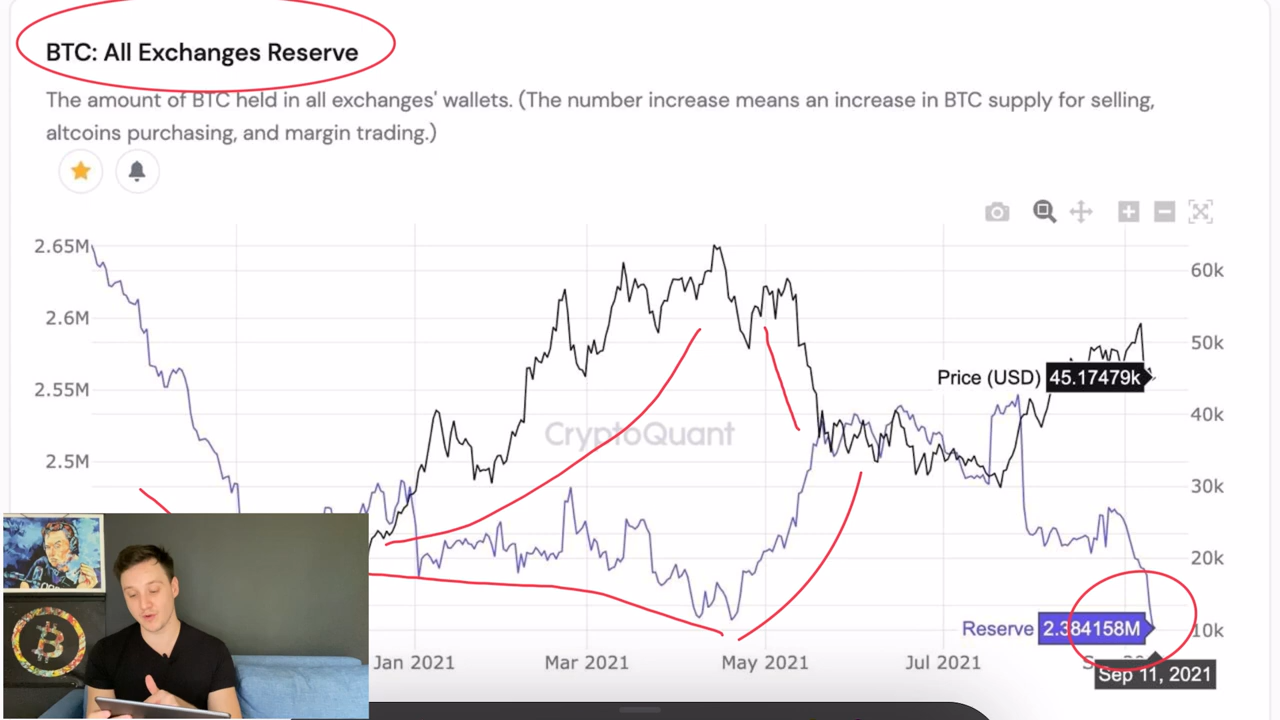 BTC: All Exchanges Reserve
The amount of BTC held in all exchanges' wallets. (The number increase means an increase in BTC supply for selling,
altcoins purchasing, and margin trading.)
2.65M
2.6M
2.55M
2.5M
60k
50k
40k
30k
20k
10k
Price (USD) 45.17479k
CryptoQuant
Reserve 2.384158M
Jan 2021
Mar 2021
May 2021
Jul 2021
Sep 11, 2021